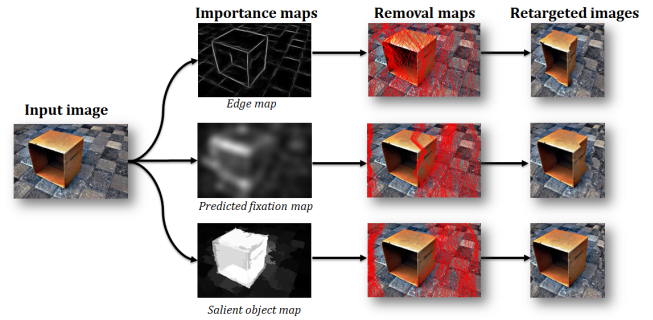 Importance maps
Removal maps
Retargeted images
Edge map
Input image
Predicted fixation map
Salient object map